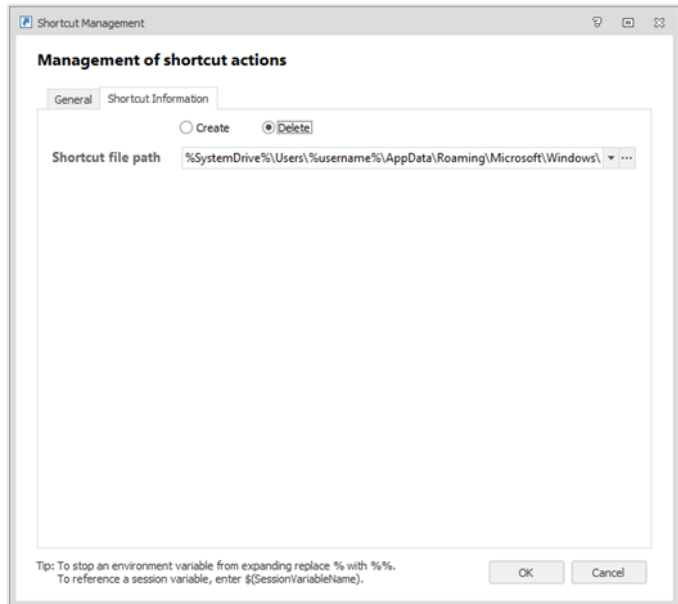 Shortcut Management
Management of shortcut actions
General Shortcut Information
Create Delete
Shortcut file path %SystemDrive%\Users\%username%\AppData\Roaming\Microsoft\Windows\
Tip: To stop an environment variable from expanding replace % with %%.
To reference a session variable, enter $(SessionVariableName).
OK Cancel